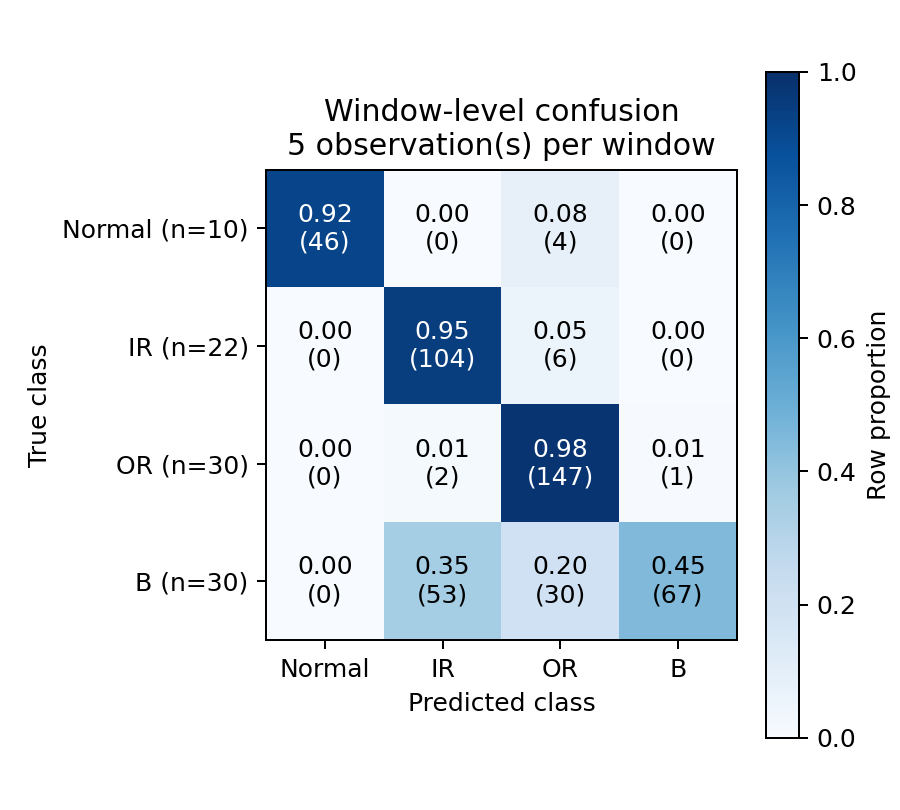 Window-level confusion
5 observation(s) per window
Normal (n=10)
0.92
(46)
0.00
(0)
0.08
(4)
0.00
(0)
IR (n=22)
0.00
(0)
0.95
(104)
0.05
(6)
0.00
(0)
OR (n=30)
0.00
(0)
0.01
(2)
0.98
(147)
0.01
(1)
B (n=30)
0.00
(0)
0.35
(53)
0.20
(30)
0.45
(67)
Normal
IR
OR
B
Predicted class
True class
1.0
0.8
0.6
0.4
0.2
0.0
Row proportion